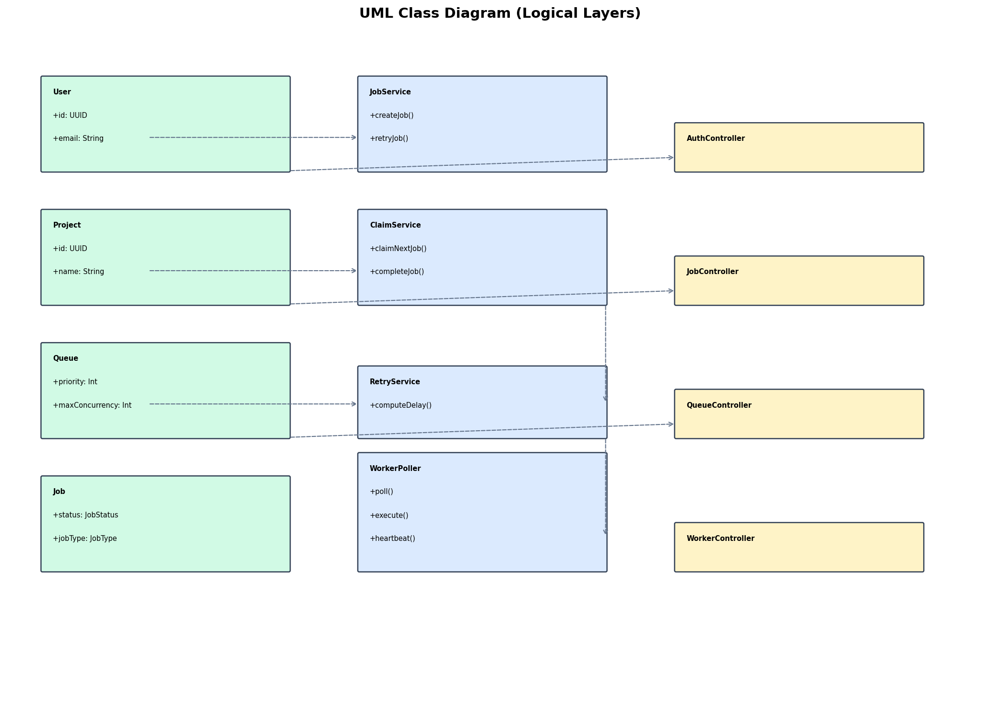 UML Class Diagram (Logical Layers)
User
+id: UUID
+email: String
Project
+id: UUID
+name: String
Queue
+priority: Int
+maxConcurrency: Int
Job
+status: JobStatus
+jobType: JobType
JobService
+createJob()
+retryJob()
ClaimService
+claimNextJob()
+completeJob()
RetryService
+computeDelay()
WorkerPoller
+poll()
+execute()
+heartbeat()
AuthController
JobController
QueueController
WorkerController